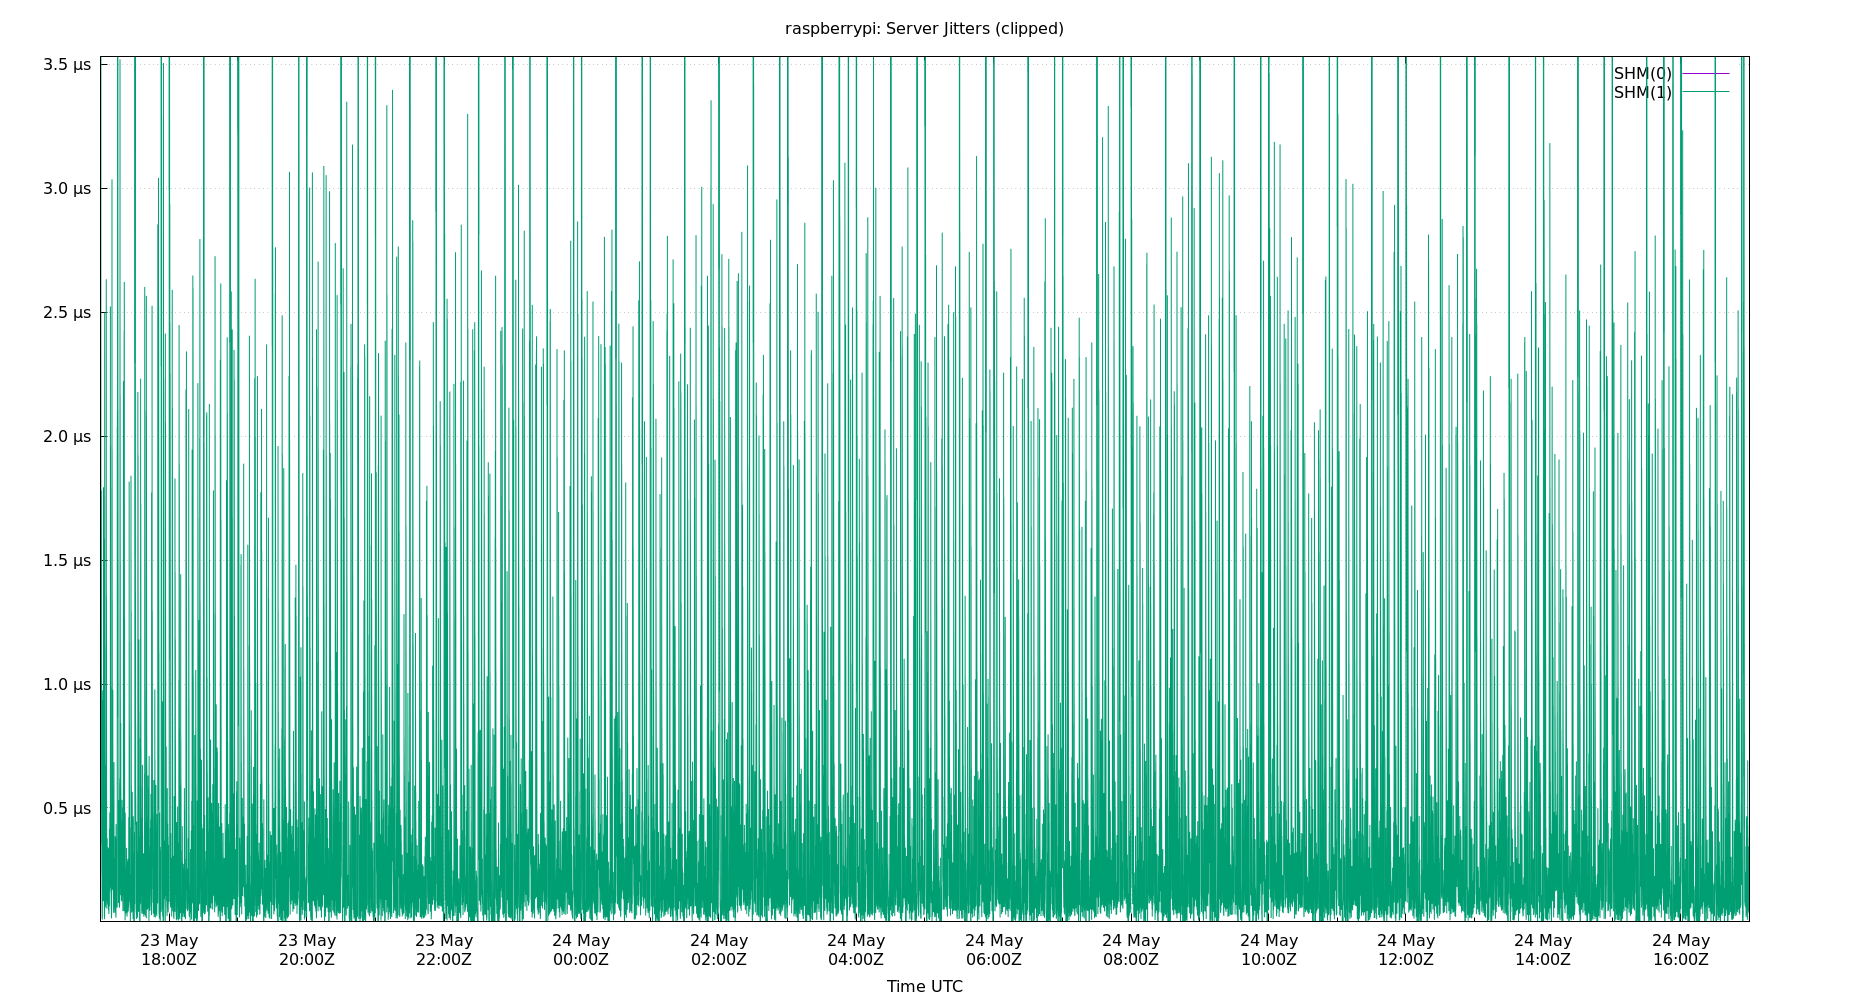 raspberrypi: Server Jitters (clipped)
3.5 µs
3.0 µs
2.5 µs
2.0 µs
1.5 µs
1.0 µs
0.5 µs
SHM(0)
SHM(1)
23 May 23 May 23 May 24 May 24 May 24 May 24 May 24 May 24 May 24 May 24 May 24 May
18:00Z 20:00Z 22:00Z 00:00Z 02:00Z 04:00Z 06:00Z 08:00Z 10:00Z 12:00Z 14:00Z 16:00Z
Time UTC